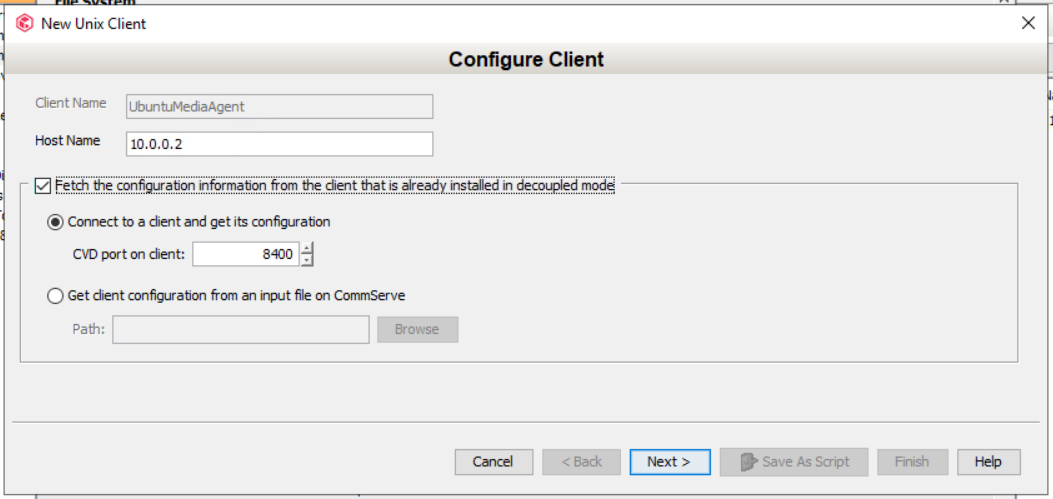 File System
New Unix Client
Configure Client
Client Name UbuntuMediaAgent
Host Name 10.0.0.2
Fetch the configuration information from the client that is already installed in decoupled mode
Connect to a client and get its configuration
CVD port on client: 8400
Get client configuration from an input file on CommServe
Path: Browse
Cancel < Back Next > Save As Script Finish Help